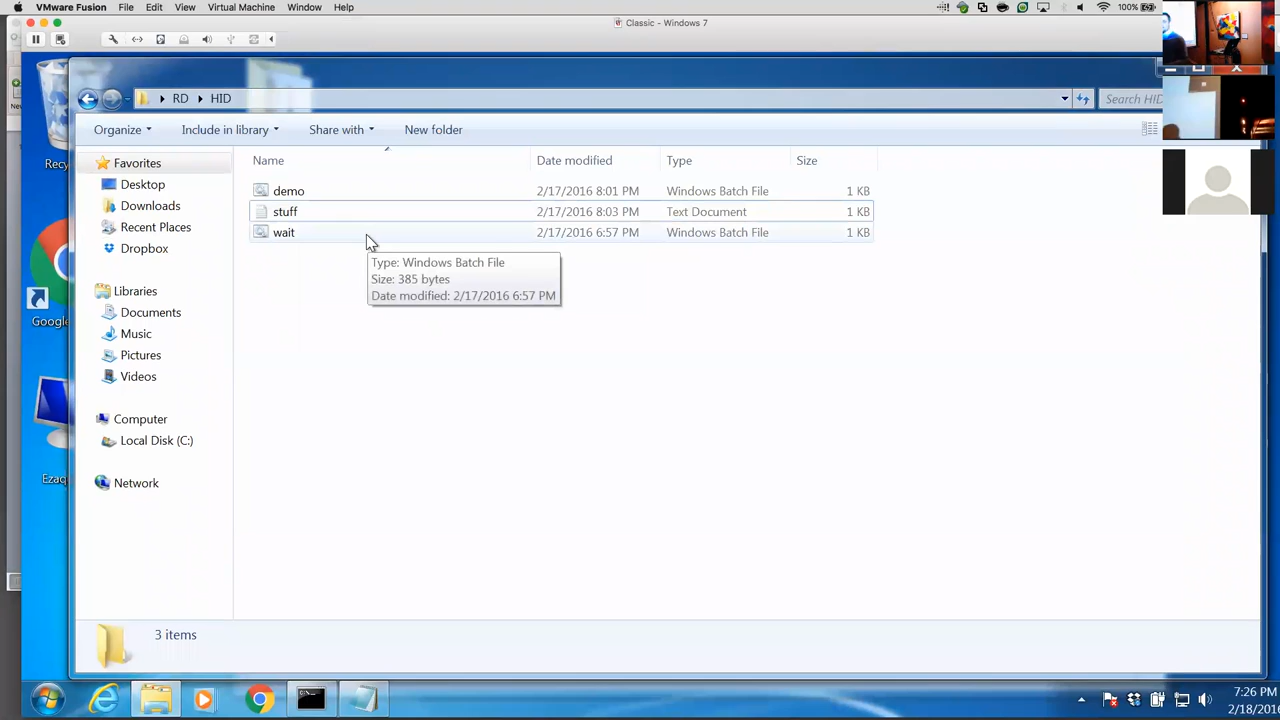 VMware Fusion File Edit View Virtual Machine Window Help 100%
Classic - Windows 7
RD HID Search HID
Organize Include in library Share with New folder
Name Date modified Type Size
Favorites
Desktop
Downloads
Recent Places
Dropbox
Libraries
Documents
Music
Pictures
Videos
Computer
Local Disk (C:)
Network
demo 2/17/2016 8:01 PM Windows Batch File 1 KB
stuff 2/17/2016 8:03 PM Text Document 1 KB
wait 2/17/2016 6:57 PM Windows Batch File 1 KB
Type: Windows Batch File
Size: 385 bytes
Date modified: 2/17/2016 6:57 PM
Recy
Google
Ezaq
New
3 items
7:26 PM
2/18/2016